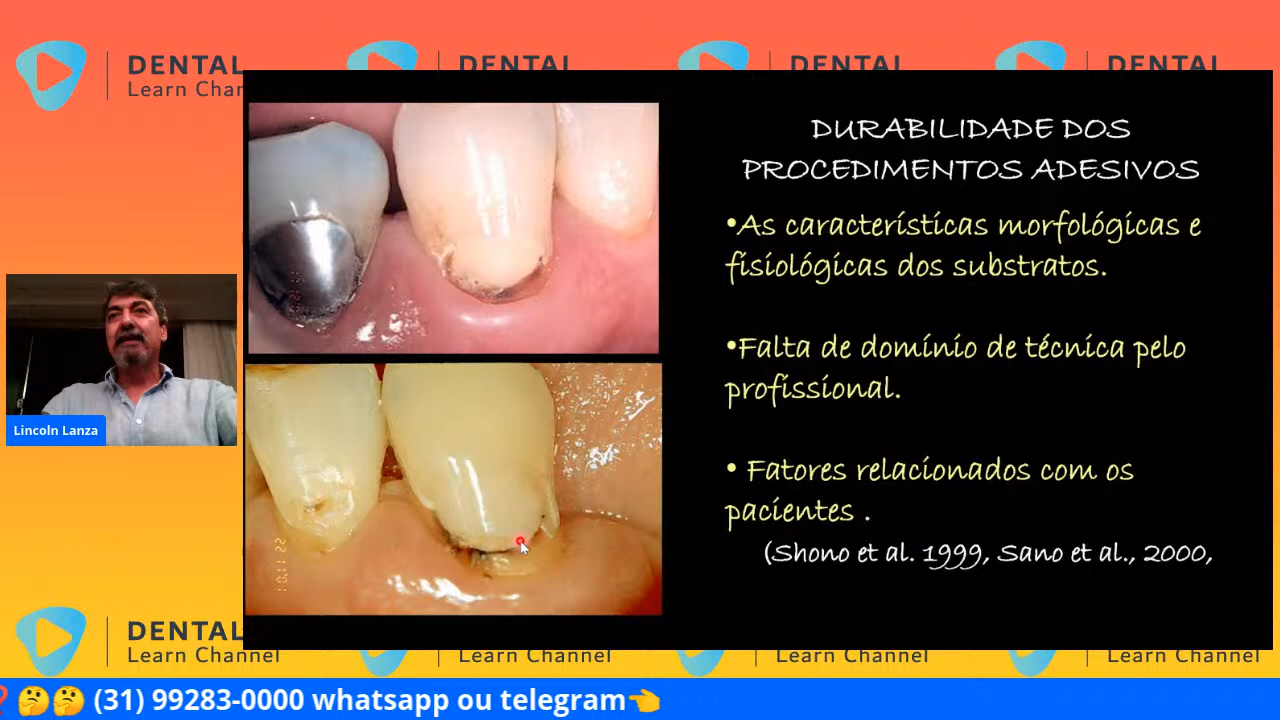 DENTAL
Learn Chan
DENTAL
DENTAL
DENTAL
DURABILIDADE DOS
PROCEDIMENTOS ADESIVOS
•As características morfológicas e
fisiológicas dos substratos.
•Falta de domínio de técnica pelo
profissional.
• Fatores relacionados com os
pacientes .
(Shono et al. 1999, Sano et al., 2000,
Lincoln Lanza
DENTAL
Learn Channel
Learn Channel
Learn Channel
Learn Channel
(31) 99283-0000 whatsapp ou telegram